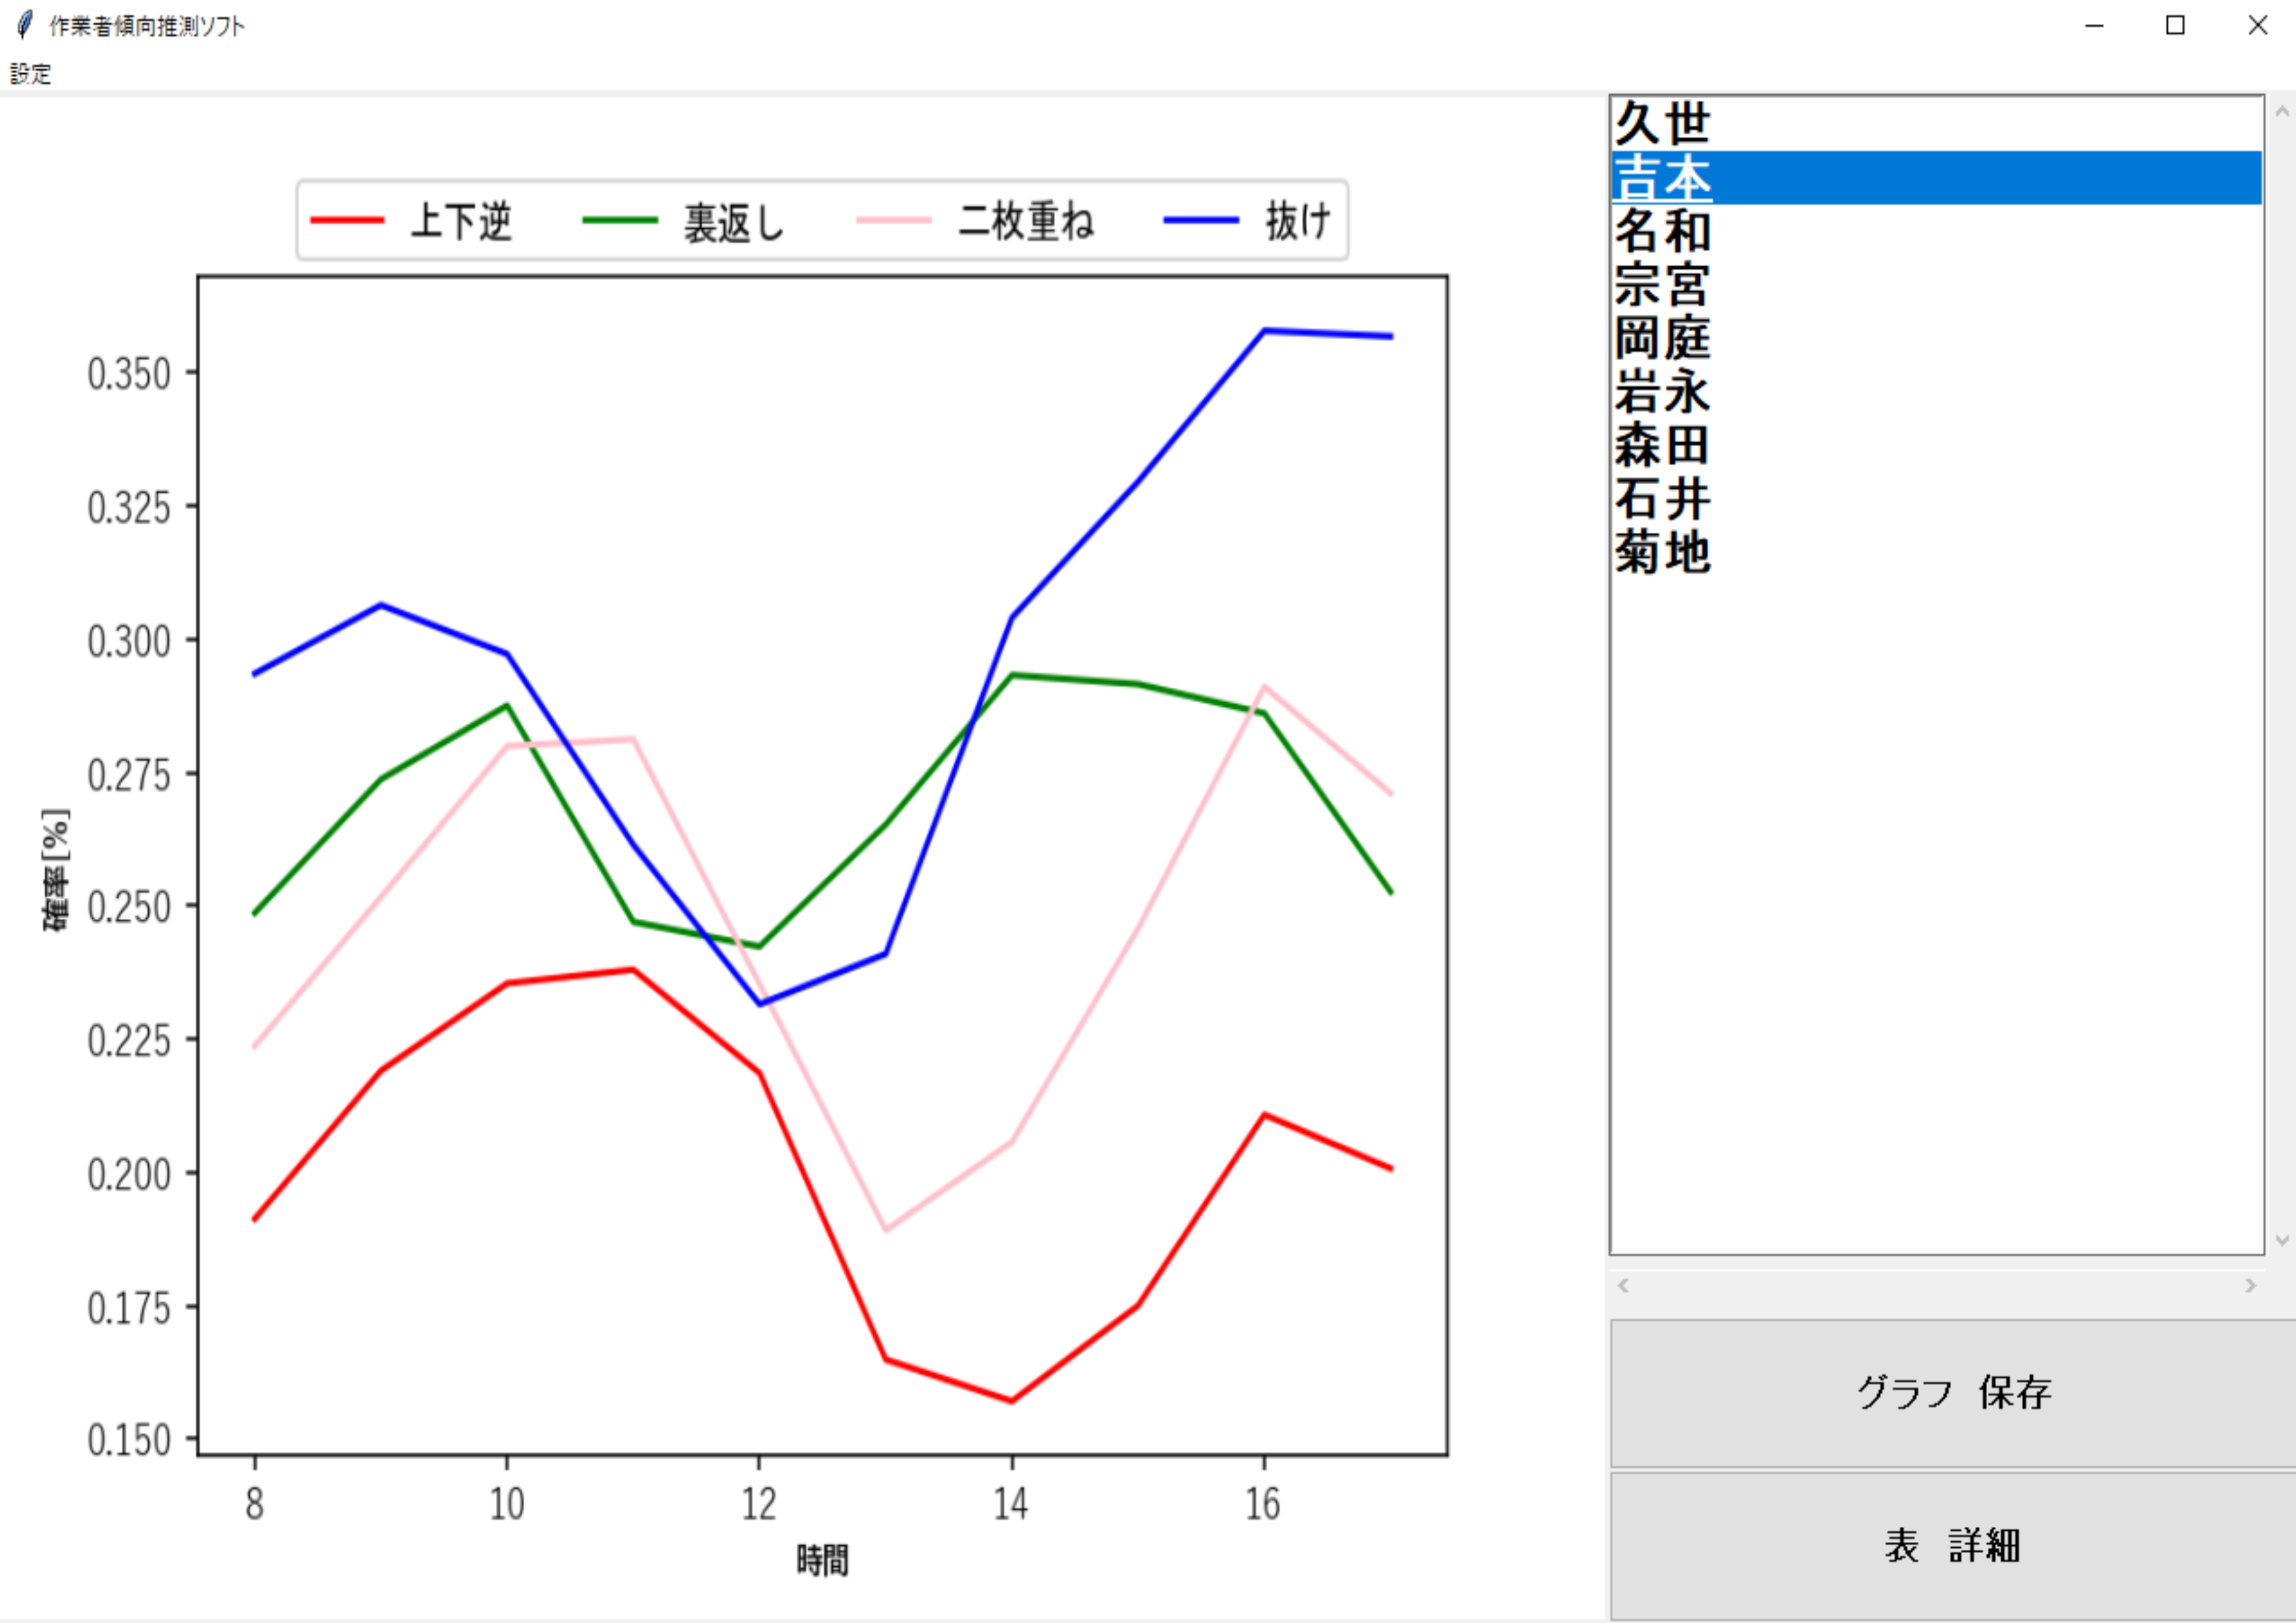 作業者傾向推測ソフト
設定
上下逆 裏返し 二枚重ね 抜け
0.350
0.325
0.300
0.275
0.250
0.225
0.200
0.175
0.150
確率[%]
8 10 12 14 16
時間
久世
吉本
名和
宗宮
岡庭
岩永
森田
石井
菊地
グラフ 保存
表 詳細